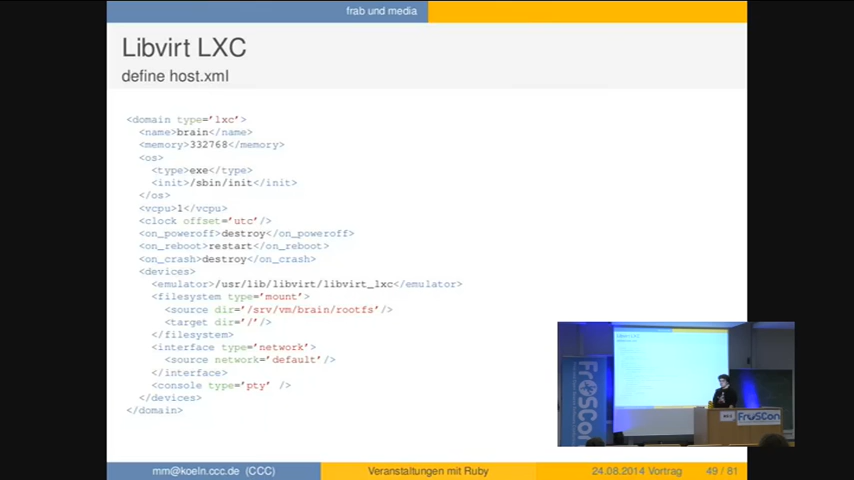 frab und media
Libvirt LXC
define host.xml
<domain type='lxc'>
<name>brain</name>
<memory>332768</memory>
<os>
<type>exe</type>
<init>/sbin/init</init>
</os>
<vcpu>1</vcpu>
<clock offset='utc'/>
<on_poweroff>destroy</on_poweroff>
<on_reboot>restart</on_reboot>
<on_crash>destroy</on_crash>
<devices>
<emulator>/usr/lib/libvirt/libvirt_lxc</emulator>
<filesystem type='mount'>
<source dir='/srv/vm/brain/rootfs'/>
<target dir='/'/>
</filesystem>
<interface type='network'>
<source network='default'/>
</interface>
<console type='pty' />
</devices>
</domain>
Libvirt LXC
FrOSCon
FrOSCon
mm@koeln.ccc.de (CCC)
Veranstaltungen mit Ruby
24.08.2014 Vortrag
49 / 81